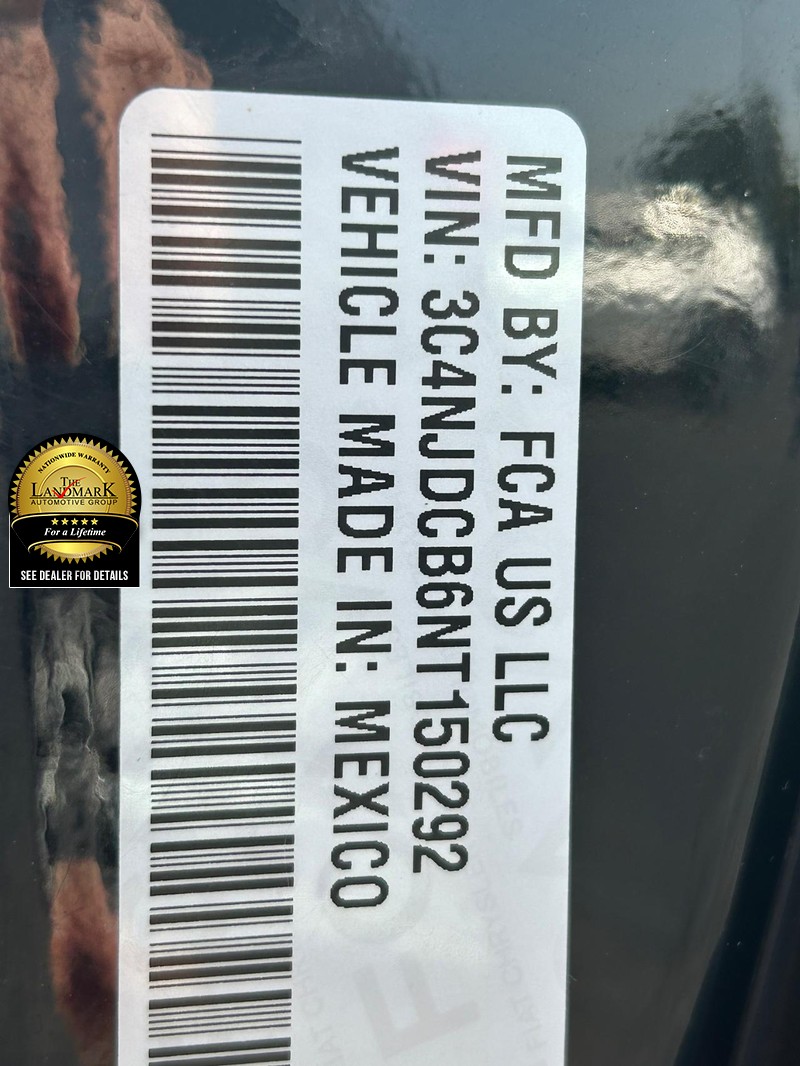 MFD BY: FCA US LLC
VIN: 3C4NJDCB6NT150292
VEHICLE MADE IN: MEXICO
NATIONWIDE WARRANTY
THE
LANDMARK
AUTOMOTIVE GROUP
For a Lifetime
SEE DEALER FOR DETAILS